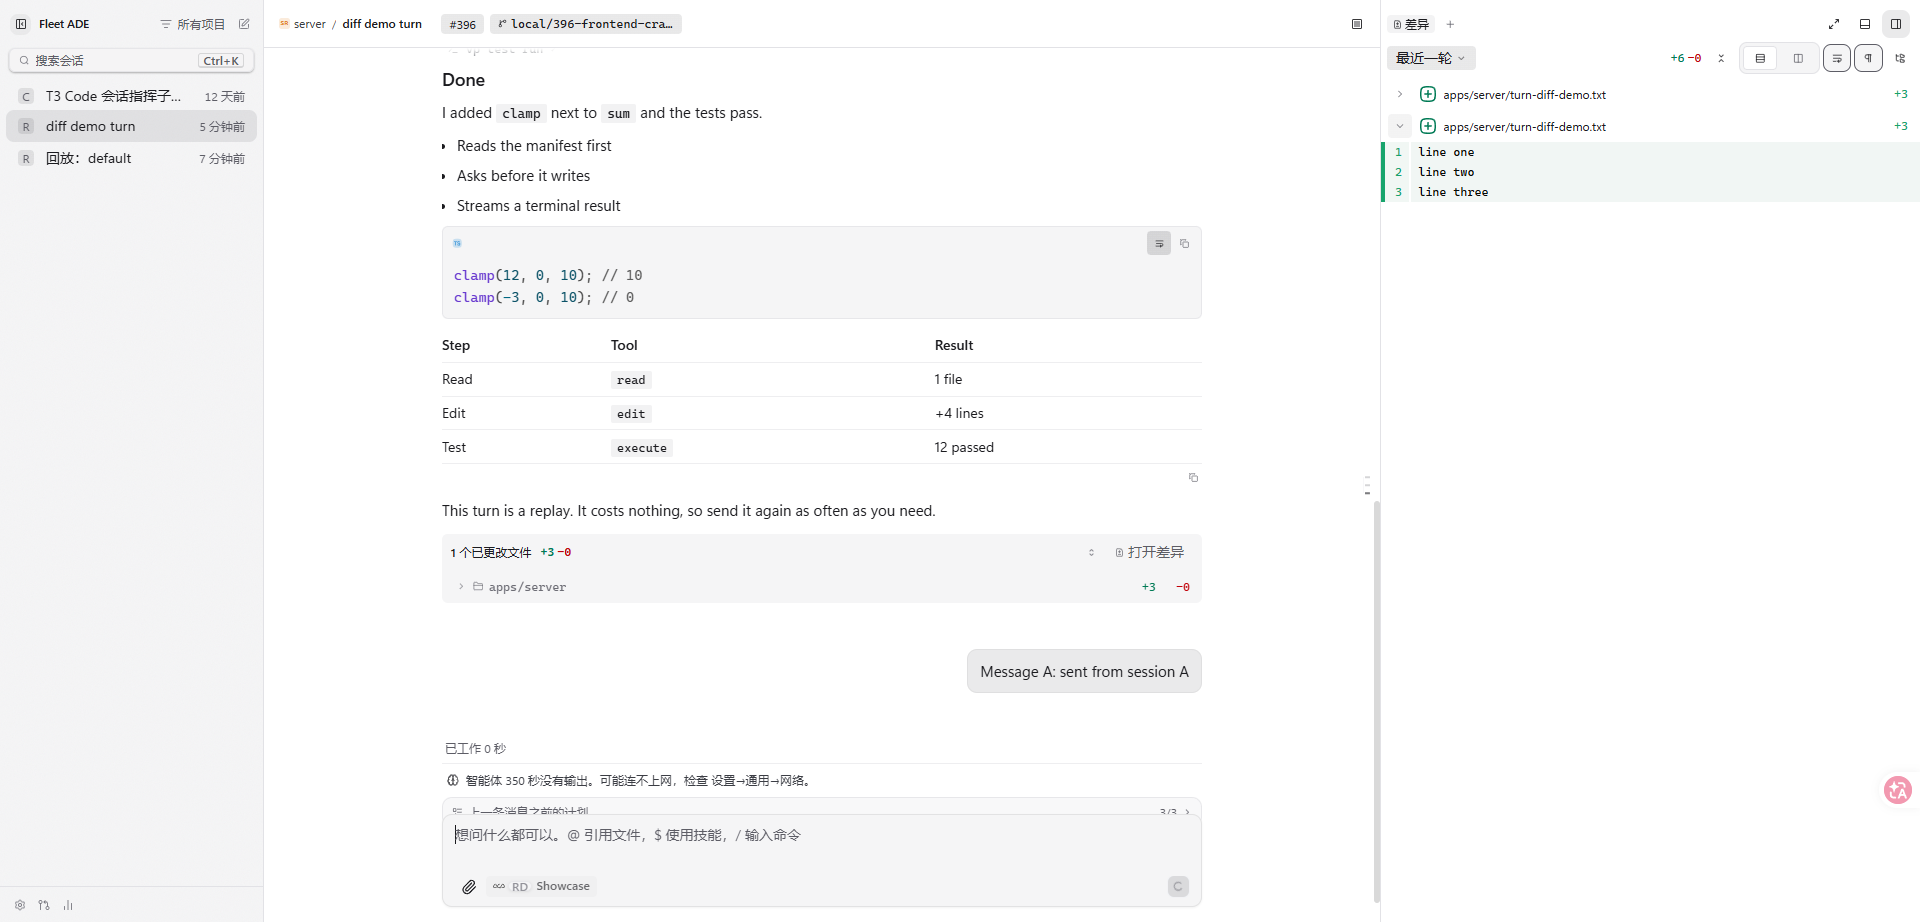 Fleet ADE
所有项目
搜索会话
Ctrl+K
C T3 Code 会话指挥子... 12 天前
R diff demo turn 5 分钟前
R 回放：default 7 分钟前
server / diff demo turn
#396
local/396-frontend-cra…
Done
I added clamp next to sum and the tests pass.
Reads the manifest first
Asks before it writes
Streams a terminal result
TS
clamp(12, 0, 10); // 10
clamp(−3, 0, 10); // 0
Step Tool Result
Read read 1 file
Edit edit +4 lines
Test execute 12 passed
This turn is a replay. It costs nothing, so send it again as often as you need.
1 个已更改文件 +3 −0
打开差异
apps/server +3 −0
Message A: sent from session A
已工作 0 秒
智能体 350 秒没有输出。可能连不上网，检查 设置→通用→网络。
上一条消息之前的计划 3/3
想问什么都可以。@ 引用文件，$ 使用技能，/ 输入命令
RD Showcase
差异
最近一轮
+6 −0
apps/server/turn-diff-demo.txt +3
apps/server/turn-diff-demo.txt +3
1 line one
2 line two
3 line three